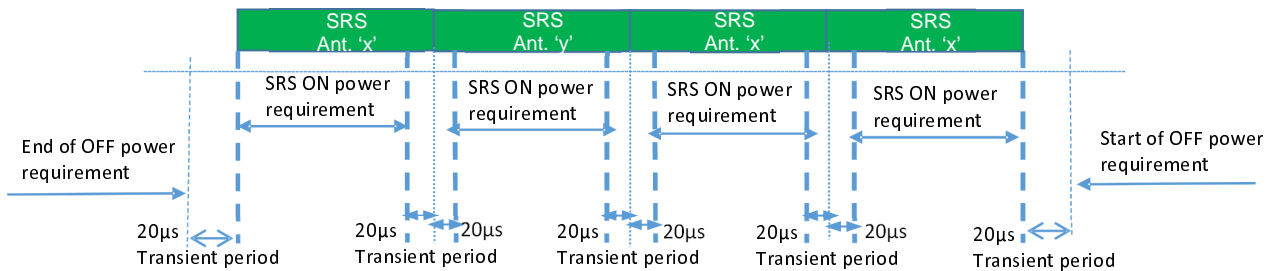 SRS
Ant. ‘x’
SRS
Ant. ‘y’
SRS
Ant. ‘x’
SRS
Ant. ‘x’
SRS ON power
requirement
SRS ON power
requirement
SRS ON power
requirement
SRS ON power
requirement
End of OFF power
requirement
Start of OFF power
requirement
20µs
Transient period
20µs
20µs
Transient period
20µs
20µs
Transient period
20µs
20µs
Transient period
20µs
Transient period